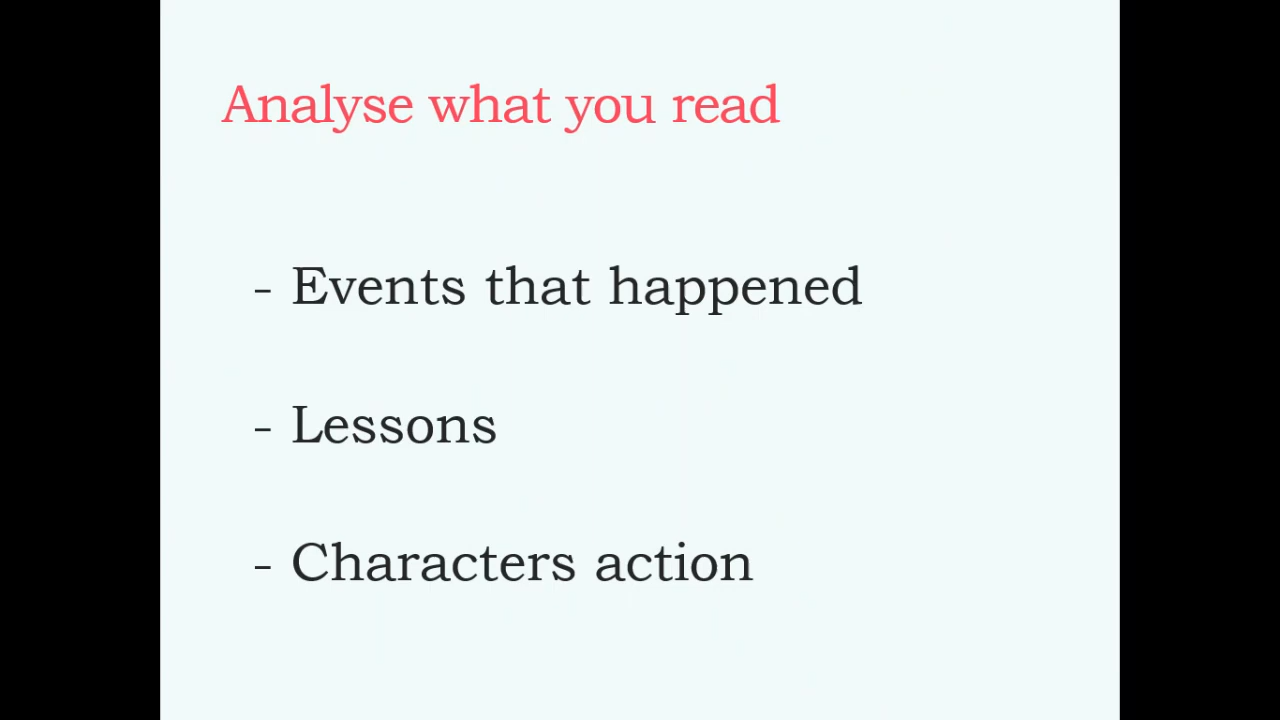 Analyse what you read
- Events that happened
- Lessons
- Characters action